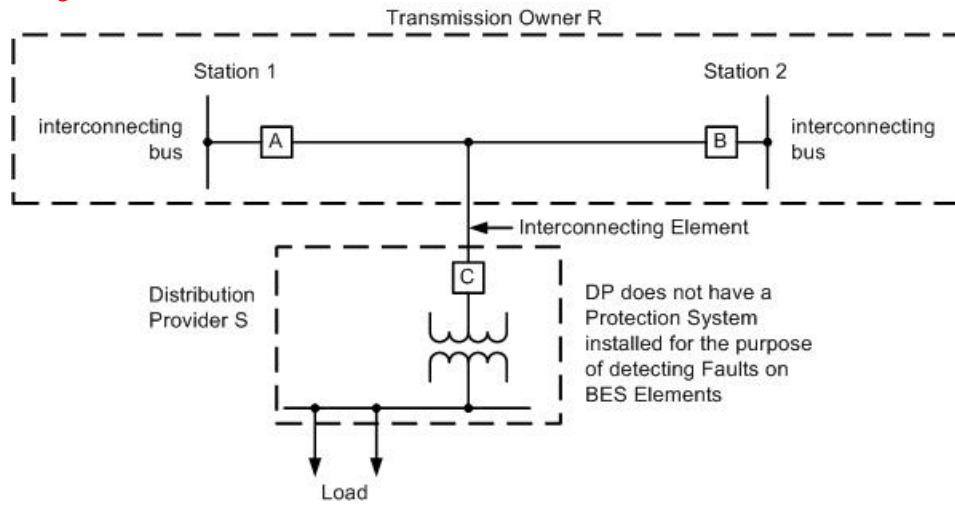 Transmission Owner R
Station 1
Station 2
interconnecting
bus
A
B
interconnecting
bus
Interconnecting Element
C
Distribution
Provider S
DP does not have a
Protection System
installed for the purpose
of detecting Faults on
BES Elements
Load